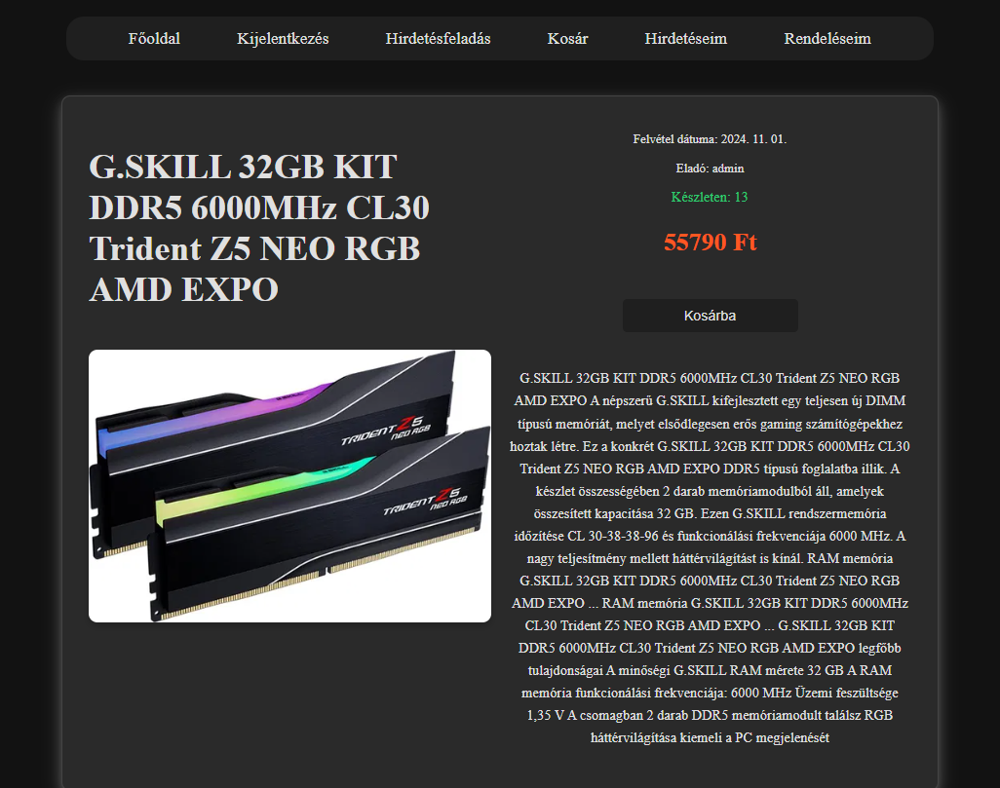 Főoldal Kijelentkezés Hirdetésfeladás Kosár Hirdetéseim Rendeléseim
G.SKILL 32GB KIT
DDR5 6000MHz CL30
Trident Z5 NEO RGB
AMD EXPO
TRIDENT Z5
NEO RGB
TRIDENT Z5
NEO RGB
Felvétel dátuma: 2024. 11. 01.
Eladó: admin
Készleten: 13
55790 Ft
Kosárba
G.SKILL 32GB KIT DDR5 6000MHz CL30 Trident Z5 NEO RGB
AMD EXPO A népszerű G.SKILL kifejlesztett egy teljesen új DIMM
típusú memóriát, melyet elsődlegesen erős gaming számítógépekhez
hoztak létre. Ez a konkrét G.SKILL 32GB KIT DDR5 6000MHz CL30
Trident Z5 NEO RGB AMD EXPO DDR5 típusú foglalatba illik. A
készlet összességében 2 darab memóriamodulból áll, amelyek
összesített kapacitása 32 GB. Ezen G.SKILL rendszermemória
időzítése CL 30-38-38-96 és funkcionálási frekvenciája 6000 MHz. A
nagy teljesítmény mellett háttérvilágítást is kínál. RAM memória
G.SKILL 32GB KIT DDR5 6000MHz CL30 Trident Z5 NEO RGB
AMD EXPO ... RAM memória G.SKILL 32GB KIT DDR5 6000MHz
CL30 Trident Z5 NEO RGB AMD EXPO ... G.SKILL 32GB KIT
DDR5 6000MHz CL30 Trident Z5 NEO RGB AMD EXPO legfőbb
tulajdonságai A minőségi G.SKILL RAM mérete 32 GB A RAM
memória funkcionálási frekvenciája: 6000 MHz Üzemi feszültsége
1,35 V A csomagban 2 darab DDR5 memóriamodult találsz RGB
háttérvilágítása kiemeli a PC megjelenését